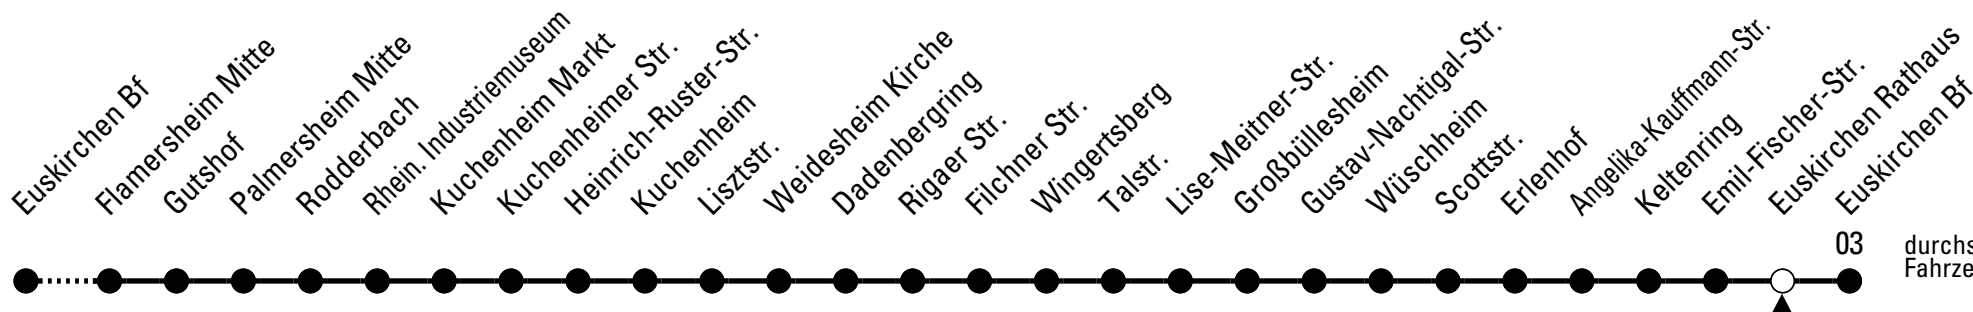 Euskirchen Bf
Flamersheim Mitte
Gutshof
Palmersheim Mitte
Rodderbach
Rhein. Industriemuseum
Kuchenheim Markt
Kuchenheimer Str.
Heinrich-Ruster-Str.
Kuchenheim
Lisztstr.
Weidesheim Kirche
Dadenbergring
Rigaer Str.
Filchner Str.
Wingertsberg
Talstr.
Lise-Meitner-Str.
Großbüllesheim
Gustav-Nachtigal-Str.
Wüschheim
Scottstr.
Erlenhof
Angelika-Kauffmann-Str.
Keltenring
Emil-Fischer-Str.
Euskirchen Rathaus
Euskirchen Bf
03
durchs
Fahrze